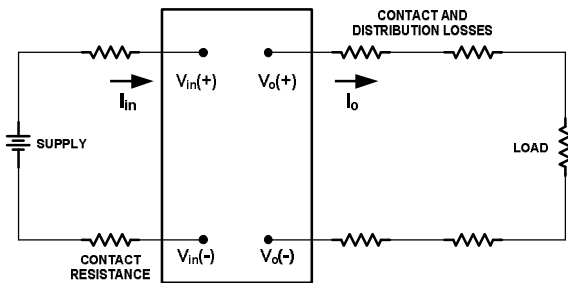 CONTACT AND
DISTRIBUTION LOSSES
Vin(+)
Vo(+)
Iin
Io
SUPPLY
LOAD
Vin(-)
Vo(-)
CONTACT
RESISTANCE